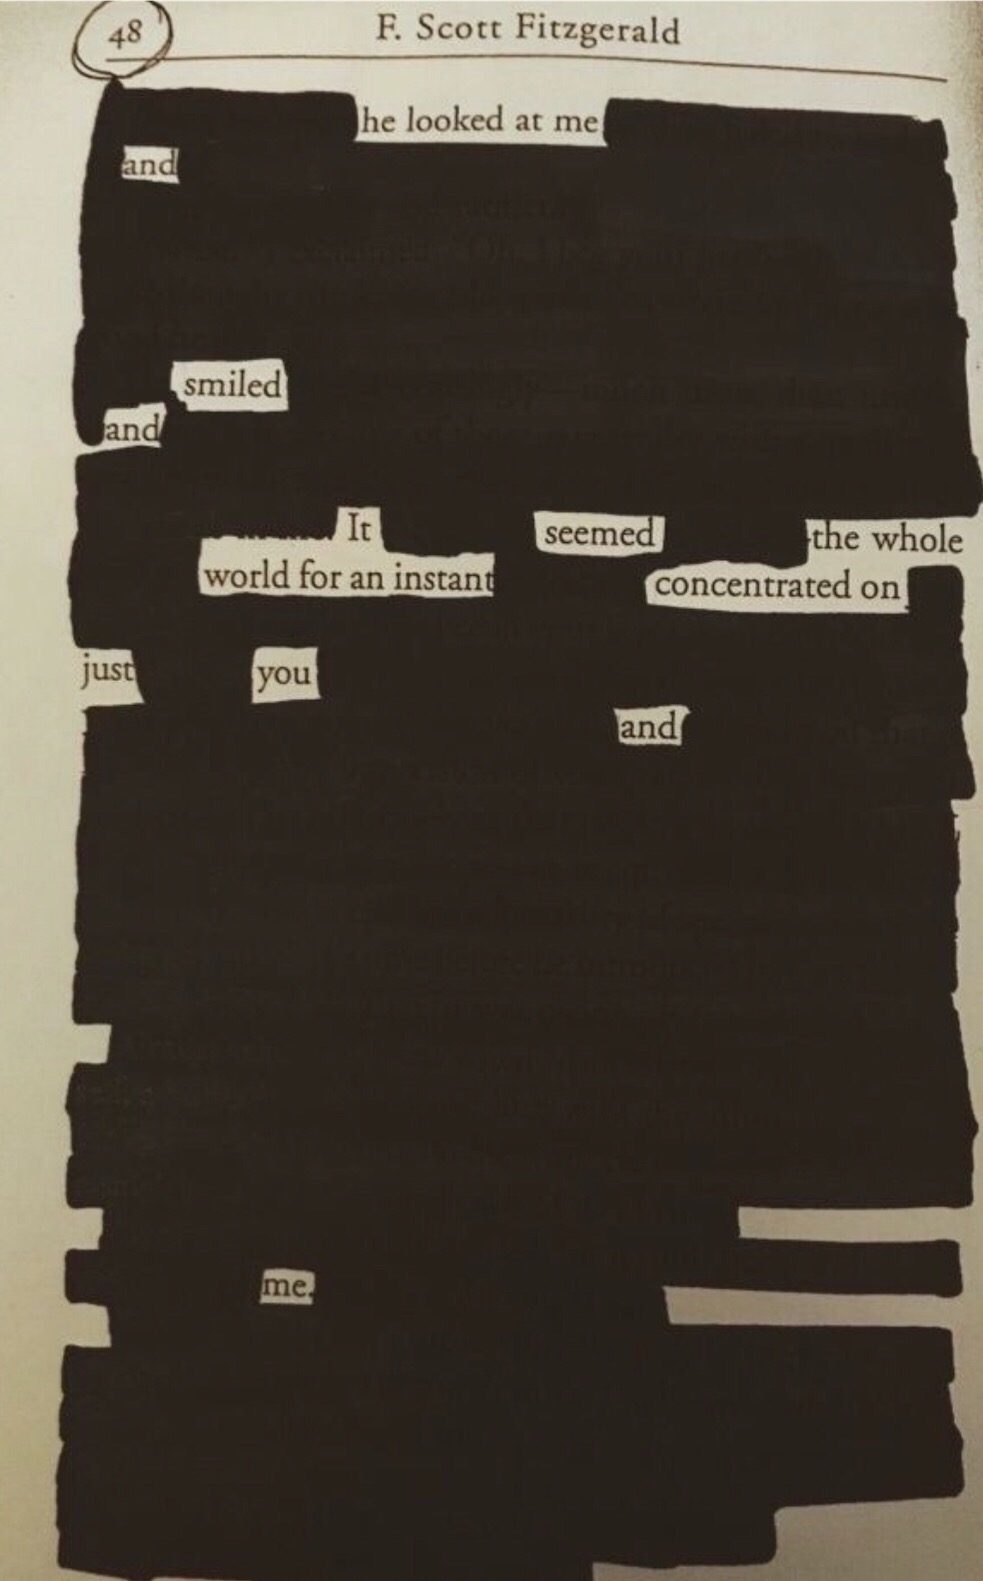 48 F. Scott Fitzgerald
he looked at me
and
smiled
and
It seemed the whole
world for an instant concentrated on
just you
and
me.